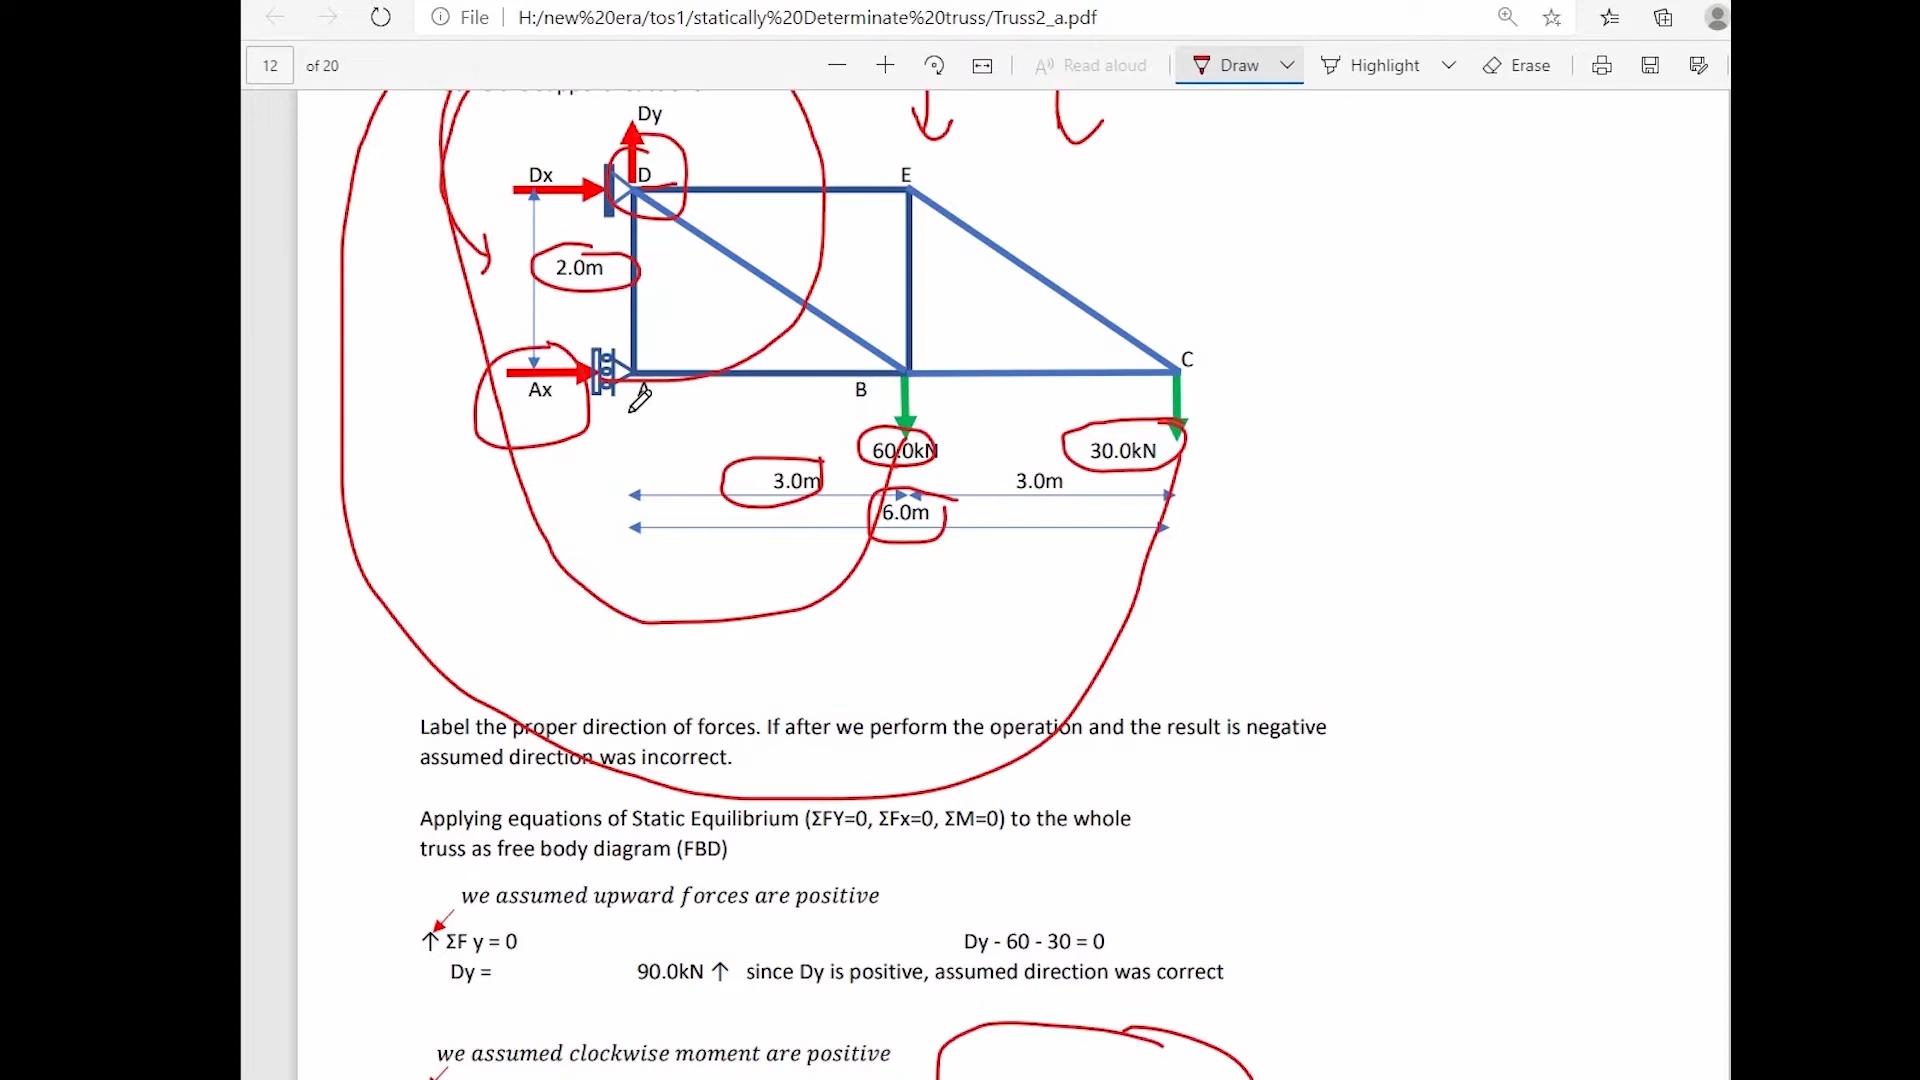 File H:/new%20era/tos1/statically%20Determinate%20truss/Truss2_a.pdf
12 of 20 Read aloud Draw Highlight Erase
Dy
Dx D E
2.0m
C
Ax A B
60.0kN 30.0kN
3.0m 3.0m
6.0m
Label the proper direction of forces. If after we perform the operation and the result is negative
assumed direction was incorrect.
Applying equations of Static Equilibrium (ΣFY=0, ΣFx=0, ΣM=0) to the whole
truss as free body diagram (FBD)
we assumed upward forces are positive
↑ ΣF y = 0 Dy - 60 - 30 = 0
Dy = 90.0kN ↑ since Dy is positive, assumed direction was correct
we assumed clockwise moment are positive